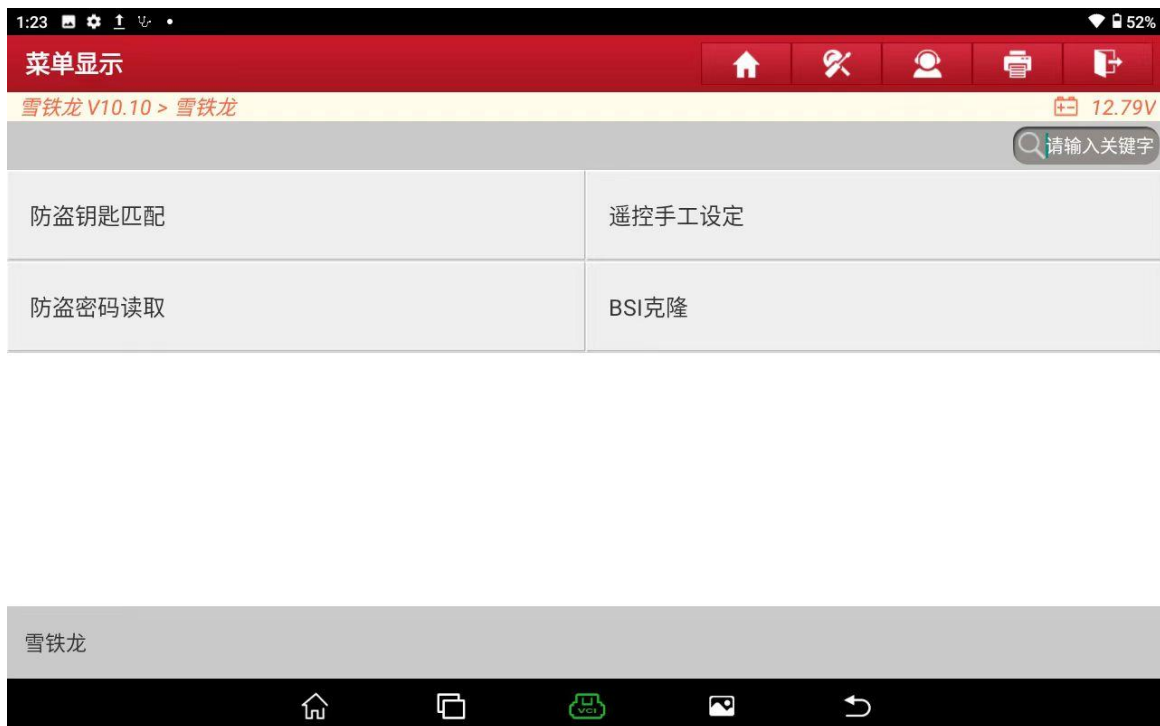 1:23 52%
菜单显示
雪铁龙 V10.10 > 雪铁龙 12.79V
请输入关键字
防盗钥匙匹配 遥控手工设定
防盗密码读取 BSI克隆
雪铁龙
VCI